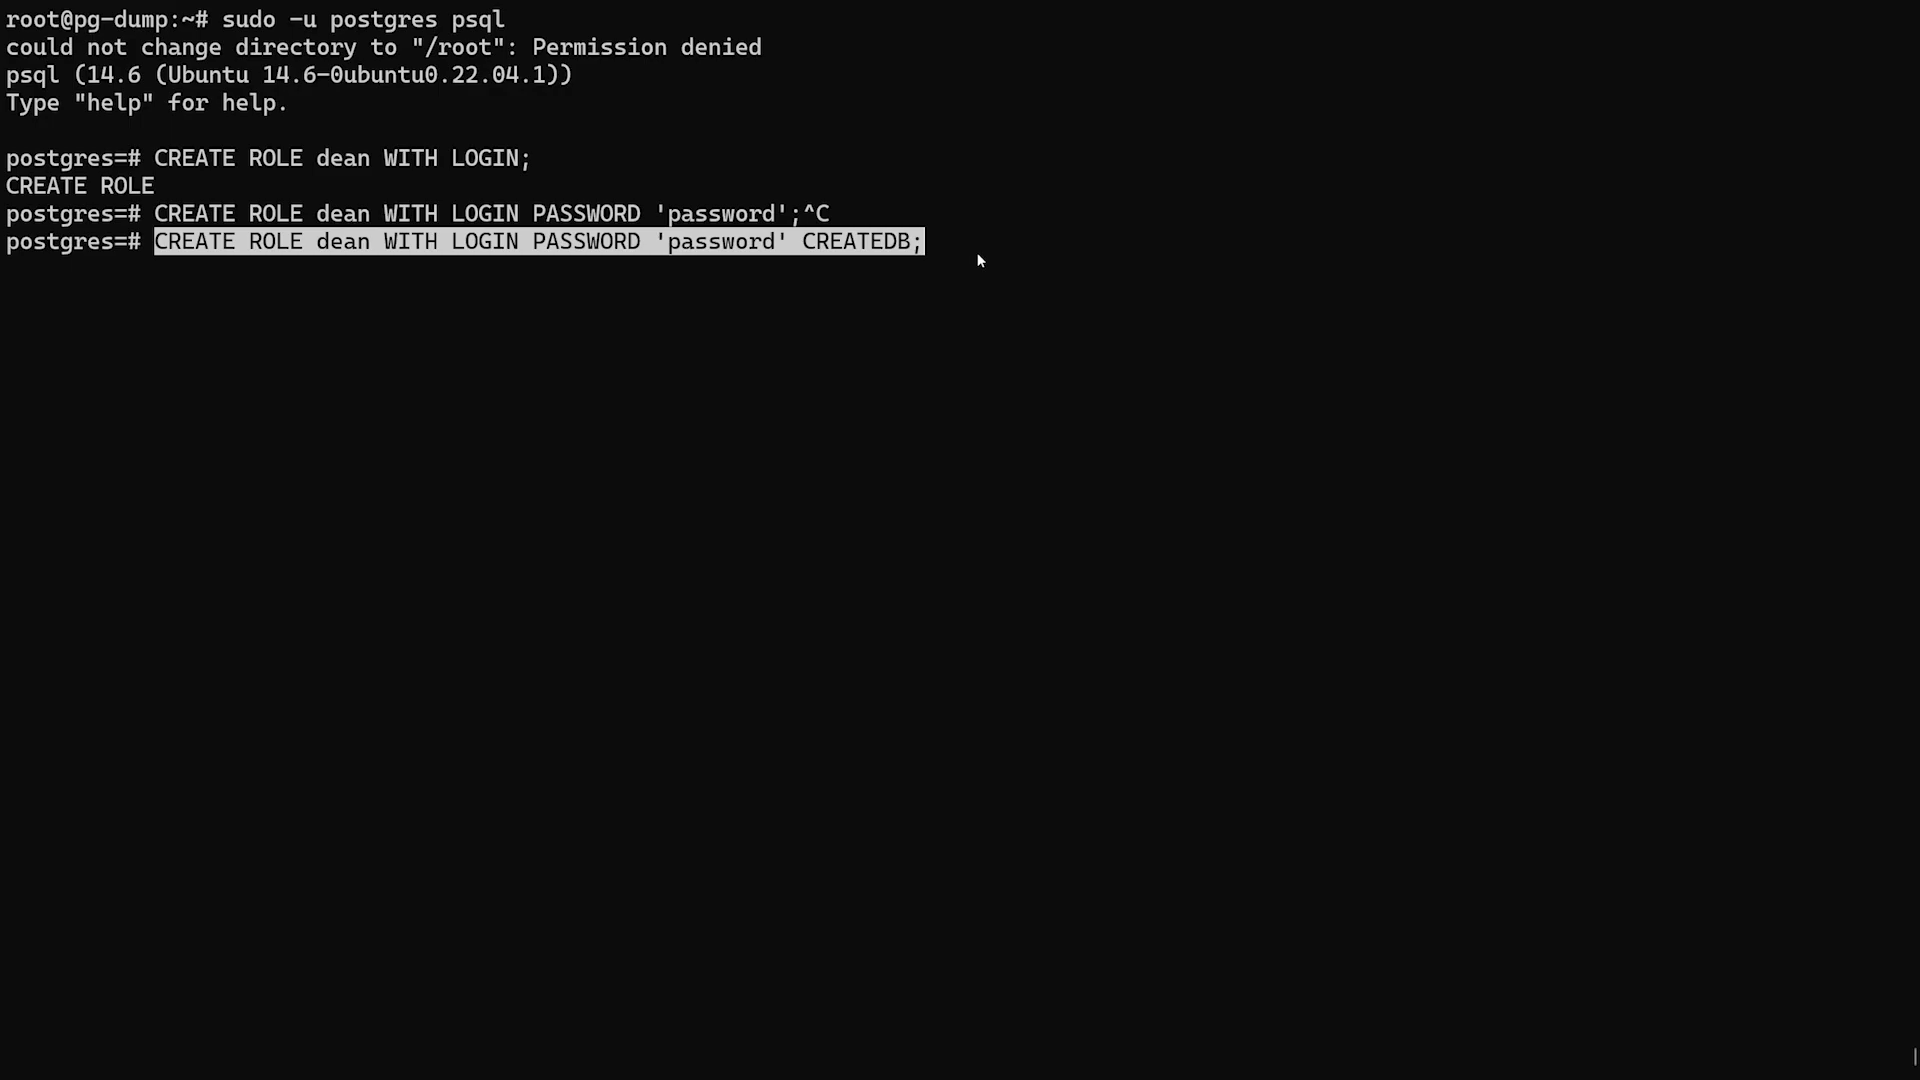 root@pg-dump:~# sudo -u postgres psql
could not change directory to "/root": Permission denied
psql (14.6 (Ubuntu 14.6-0ubuntu0.22.04.1))
Type "help" for help.
postgres=# CREATE ROLE dean WITH LOGIN;
CREATE ROLE
postgres=# CREATE ROLE dean WITH LOGIN PASSWORD 'password';^C
postgres=# CREATE ROLE dean WITH LOGIN PASSWORD 'password' CREATEDB;